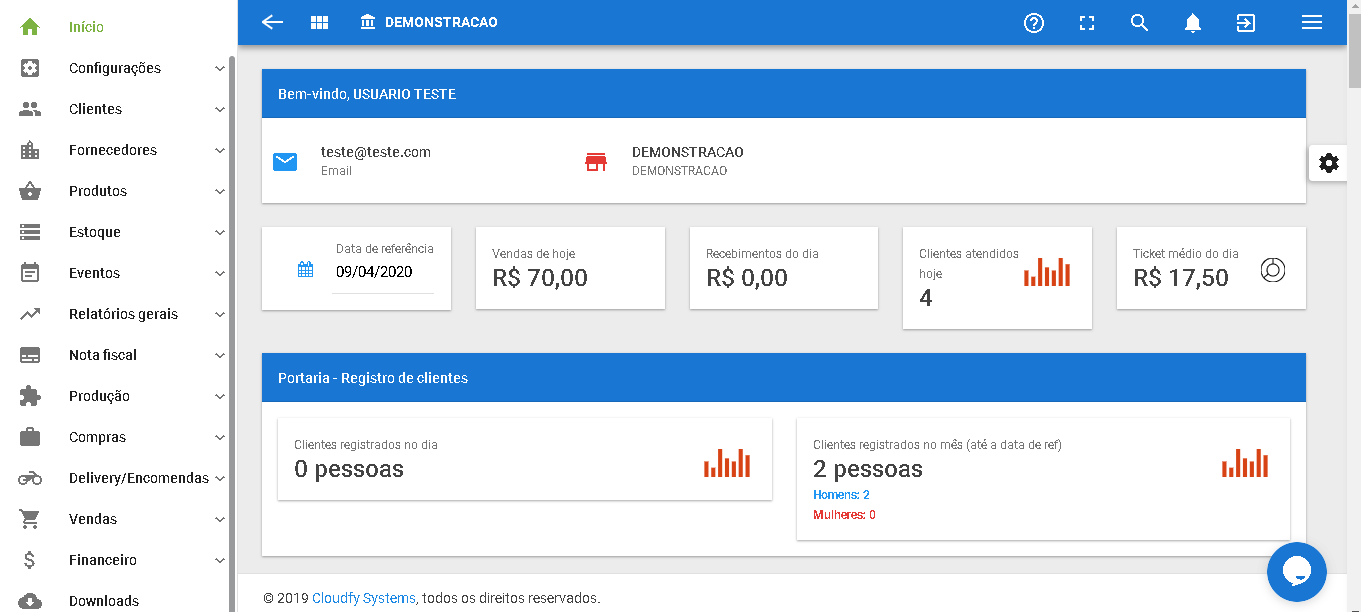 Início
Configurações
Clientes
Fornecedores
Produtos
Estoque
Eventos
Relatórios gerais
Nota fiscal
Produção
Compras
Delivery/Encomendas
Vendas
Financeiro
Downloads
DEMONSTRACAO
Bem-vindo, USUARIO TESTE
teste@teste.com
Email
DEMONSTRACAO
DEMONSTRACAO
Data de referência
09/04/2020
Vendas de hoje
R$ 70,00
Recebimentos do dia
R$ 0,00
Clientes atendidos
hoje
4
Ticket médio do dia
R$ 17,50
Portaria - Registro de clientes
Clientes registrados no dia
0 pessoas
Clientes registrados no mês (até a data de ref)
2 pessoas
Homens: 2
Mulheres: 0
© 2019 Cloudfy Systems, todos os direitos reservados.